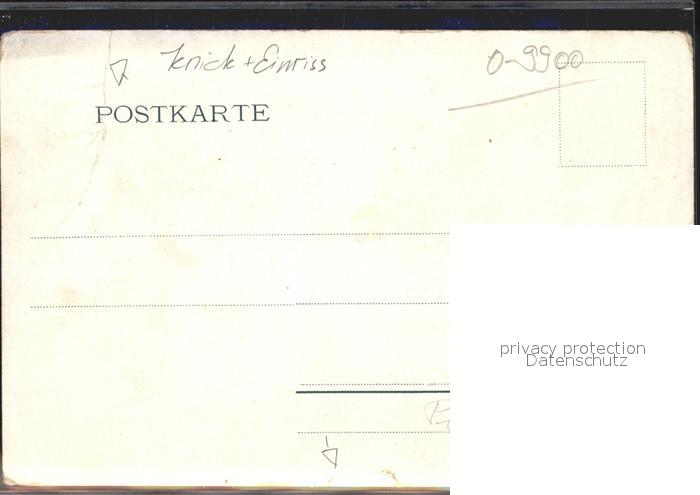 Knick + Einriss
0-9900
POSTKARTE
privacy protection
Datenschutz